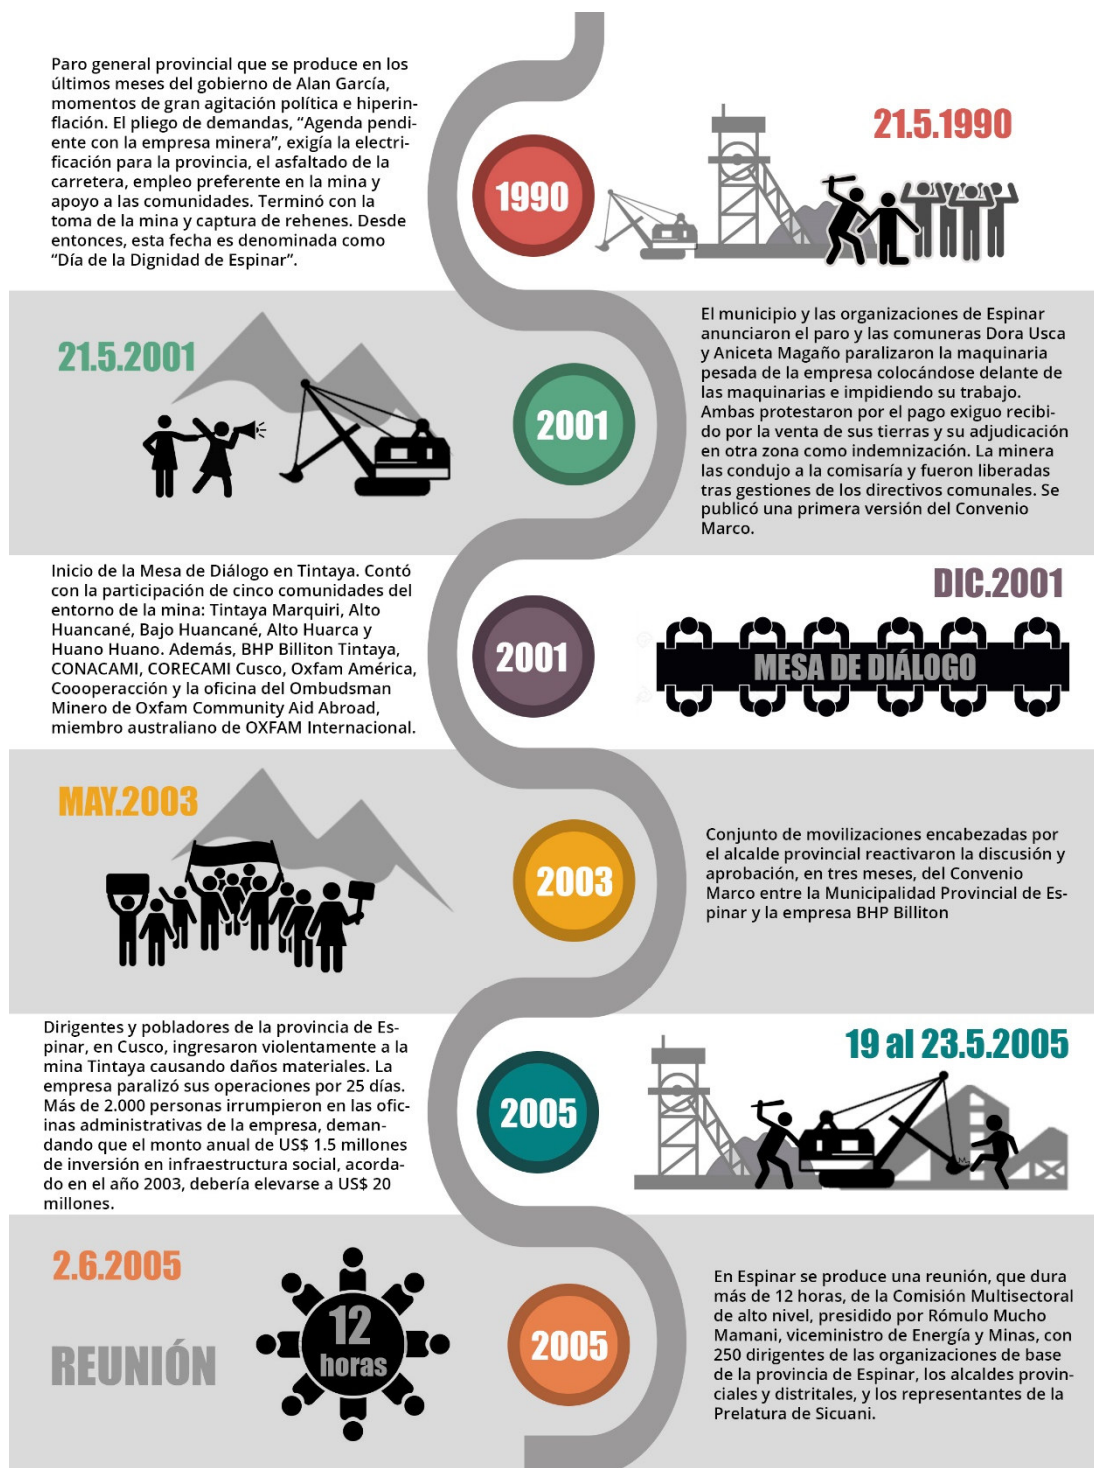 Paro general provincial que se produce en los
últimos meses del gobierno de Alan García,
momentos de gran agitación política e hiperin-
flación. El pliego de demandas, “Agenda pendi-
ente con la empresa minera”, exigía la electri-
ficación para la provincia, el asfaltado de la
carretera, empleo preferente en la mina y
apoyo a las comunidades. Terminó con la
toma de la mina y captura de rehenes. Desde
entonces, esta fecha es denominada como
“Día de la Dignidad de Espinar”.
1990
21.5.1990
21.5.2001
2001
El municipio y las organizaciones de Espinar
anunciaron el paro y las comuneras Dora Usca
y Aniceta Magaño paralizaron la maquinaria
pesada de la empresa colocándose delante de
las maquinarias e impidiendo su trabajo.
Ambas protestaron por el pago exiguo recibi-
do por la venta de sus tierras y su adjudicación
en otra zona como indemnización. La minera
las condujo a la comisaría y fueron liberadas
tras gestiones de los directivos comunales. Se
publicó una primera versión del Convenio
Marco.
Inicio de la Mesa de Diálogo en Tintaya. Contó
con la participación de cinco comunidades del
entorno de la mina: Tintaya Marquiri, Alto
Huancané, Bajo Huancané, Alto Huarca y
Huano Huano. Además, BHP Billiton Tintaya,
CONACAMI, CORECAMI Cusco, Oxfam América,
Coooperacción y la oficina del Ombudsman
Minero de Oxfam Community Aid Abroad,
miembro australiano de OXFAM Internacional.
2001
DIC.2001
MESA DE DIÁLOGO
MAY.2003
2003
Conjunto de movilizaciones encabezadas por
el alcalde provincial reactivaron la discusión y
aprobación, en tres meses, del Convenio
Marco entre la Municipalidad Provincial de Es-
pinar y la empresa BHP Billiton
Dirigentes y pobladores de la provincia de Es-
pinar, en Cusco, ingresaron violentamente a la
mina Tintaya causando daños materiales. La
empresa paralizó sus operaciones por 25 días.
Más de 2.000 personas irrumpieron en las ofic-
inas administrativas de la empresa, deman-
dando que el monto anual de US$ 1.5 millones
de inversión en infraestructura social, acorda-
do en el año 2003, debería elevarse a US$ 20
millones.
2005
19 al 23.5.2005
2.6.2005
REUNIÓN
12
horas
2005
En Espinar se produce una reunión, que dura
más de 12 horas, de la Comisión Multisectoral
de alto nivel, presidido por Rómulo Mucho
Mamani, viceministro de Energía y Minas, con
250 dirigentes de las organizaciones de base
de la provincia de Espinar, los alcaldes provin-
ciales y distritales, y los representantes de la
Prelatura de Sicuani.